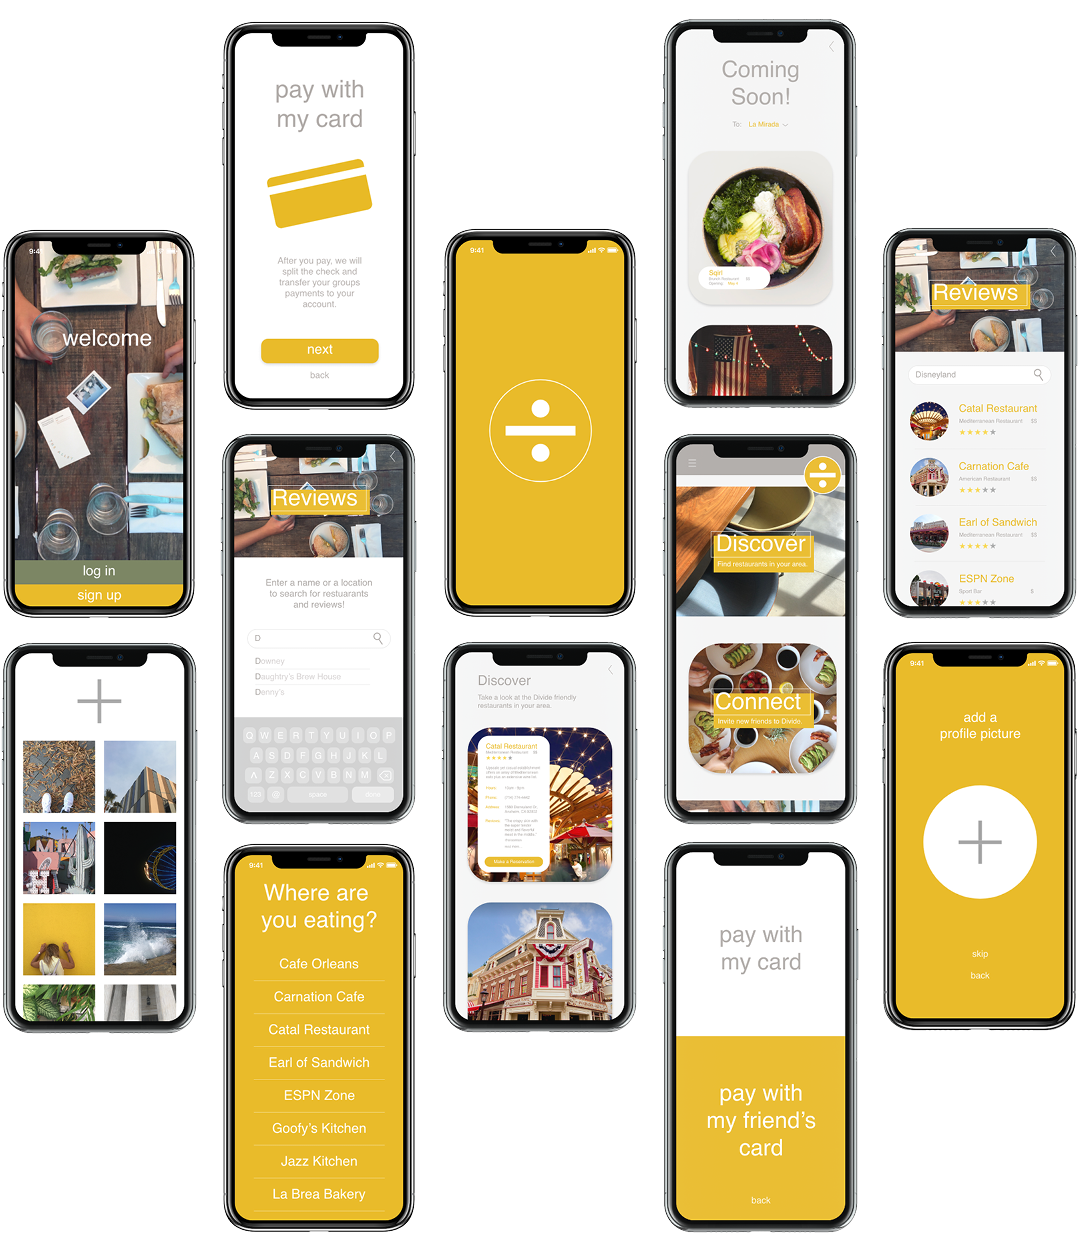 pay with
my card
After you pay, we will
split the check and
transfer your groups
payments to your
account.
next
back
Coming
Soon!
To: La Mirada
Sqirl
welcome
log in
sign up
9:41
Reviews
Disneyland
Catal Restaurant
Mediterranean Restaurant $$
Carnation Cafe
American Restaurant $$
Earl of Sandwich
Mediterranean Restaurant $$
ESPN Zone
Sport Bar $
Reviews
Enter a name or a location
to search for restuarants
and reviews!
D
Downey
Daughtry's Brew House
Denny's
Q W E R T Y U I O P
A S D F G H J K L
Z X C V B N M
123 space done
Discover
Find restaurants in your area.
Connect
Invite new friends to Divide.
Discover
Take a look at the Divide friendly
restaurants in your area.
Catal Restaurant
Mediterranean Restaurant $$
Make a Reservation
9:41
add a
profile picture
skip
back
9:41
Where are
you eating?
Cafe Orleans
Carnation Cafe
Catal Restaurant
Earl of Sandwich
ESPN Zone
Goofy's Kitchen
Jazz Kitchen
La Brea Bakery
pay with
my card
pay with
my friend's
card
back